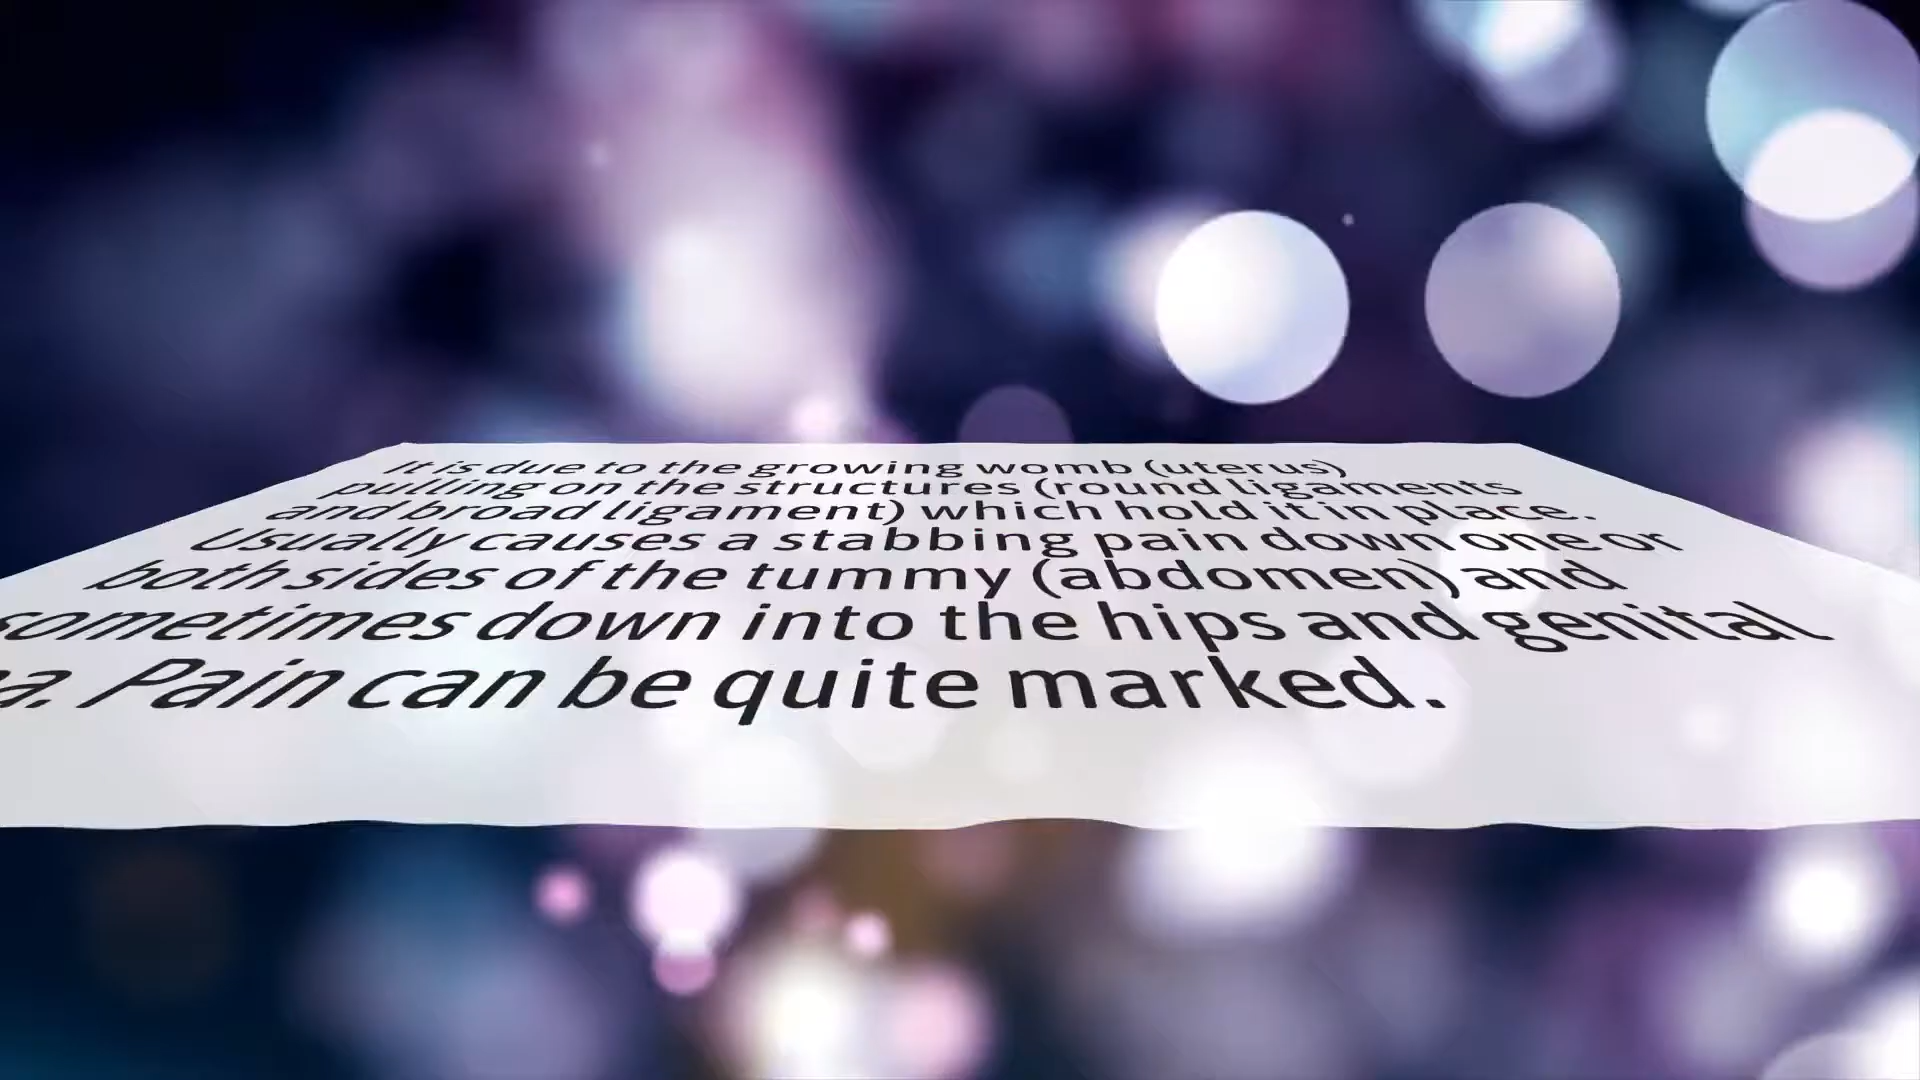 It is due to the growing womb (uterus)
pulling on the structures (round ligaments
and broad ligament) which hold it in place.
Usually causes a stabbing pain down one or
both sides of the tummy (abdomen) and
sometimes down into the hips and genital
Pain can be quite marked.